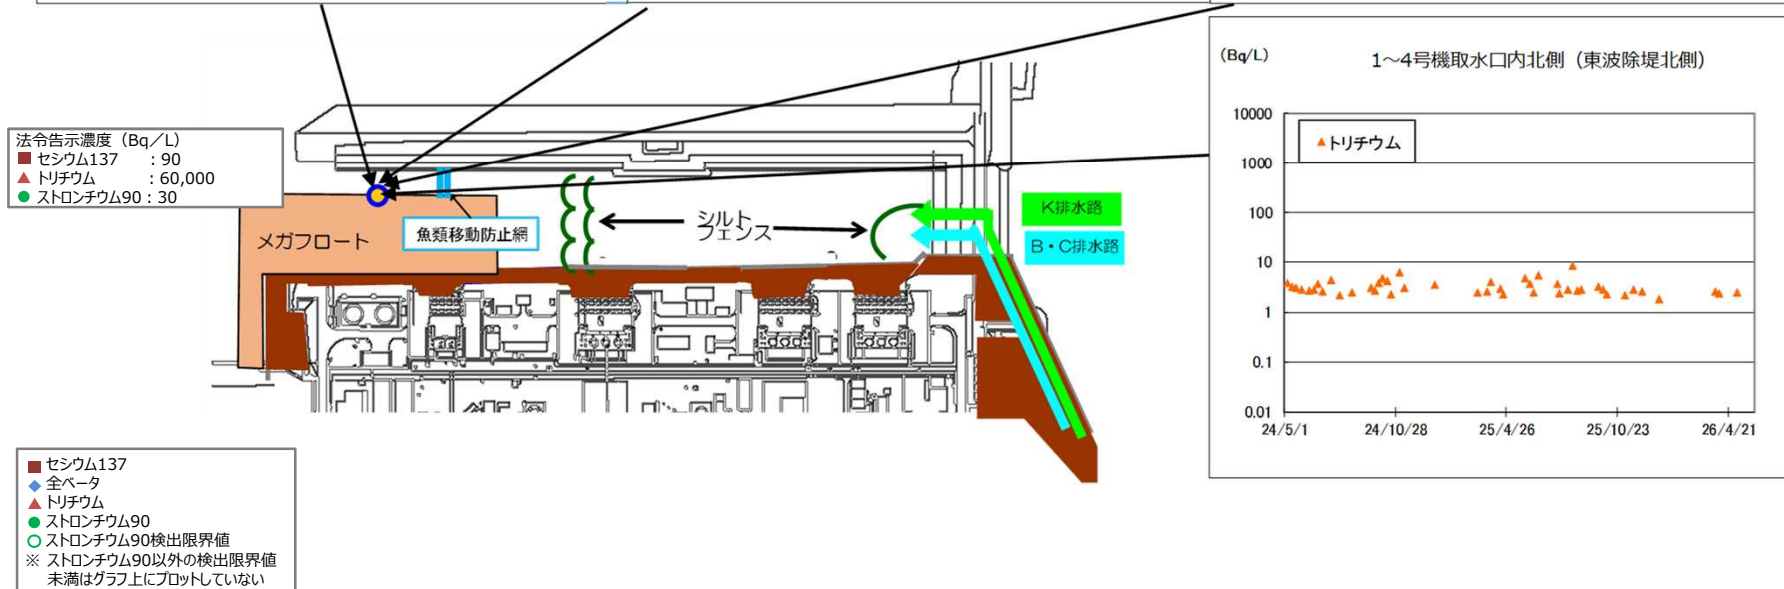 法令告示濃度（Bq／L）
■ セシウム137　：90
▲ トリチウム　：60,000
● ストロンチウム90：30
メガフロート
魚類移動防止網
シルト
フェンス
K排水路
B・C排水路
(Bq/L)
1～4号機取水口内北側（東波除堤北側）
▲トリチウム
10000
1000
100
10
1
0.1
0.01
24/5/1 24/10/28 25/4/26 25/10/23 26/4/21
■ セシウム137
◆ 全ベータ
▲ トリチウム
● ストロンチウム90
○ ストロンチウム90検出限界値
※ ストロンチウム90以外の検出限界値
未満はグラフ上にプロットしていない